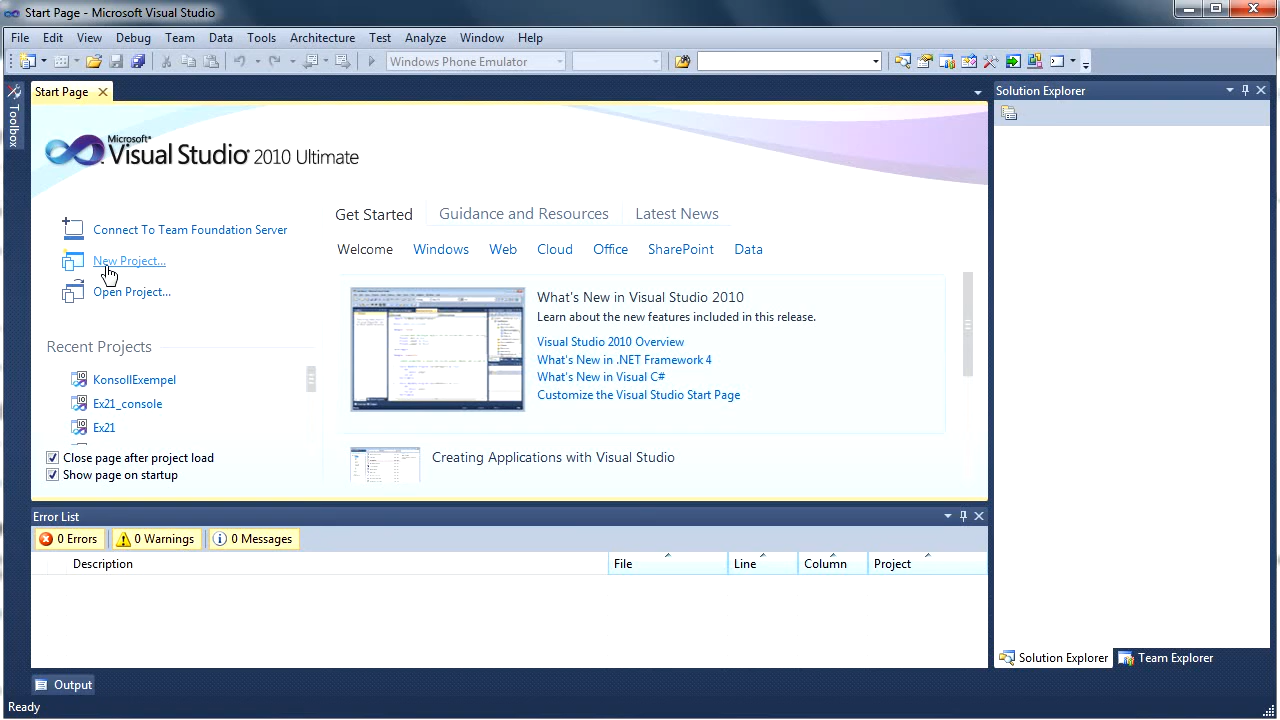 Start Page - Microsoft Visual Studio
File Edit View Debug Team Data Tools Architecture Test Analyze Window Help
Windows Phone Emulator
Toolbox
Start Page
Microsoft®
Visual Studio® 2010 Ultimate
Connect To Team Foundation Server
New Project...
Open Project...
Recent Projects
KonsollExempel
Ex21_console
Ex21
Close page after project load
Show page on startup
Get Started Guidance and Resources Latest News
Welcome Windows Web Cloud Office SharePoint Data
What's New in Visual Studio 2010
Learn about the new features included in this release.
Visual Studio 2010 Overview
What's New in .NET Framework 4
What's New in Visual C#
Customize the Visual Studio Start Page
Creating Applications with Visual Studio
Solution Explorer
Error List
0 Errors 0 Warnings 0 Messages
Description File Line Column Project
Solution Explorer Team Explorer
Output
Ready